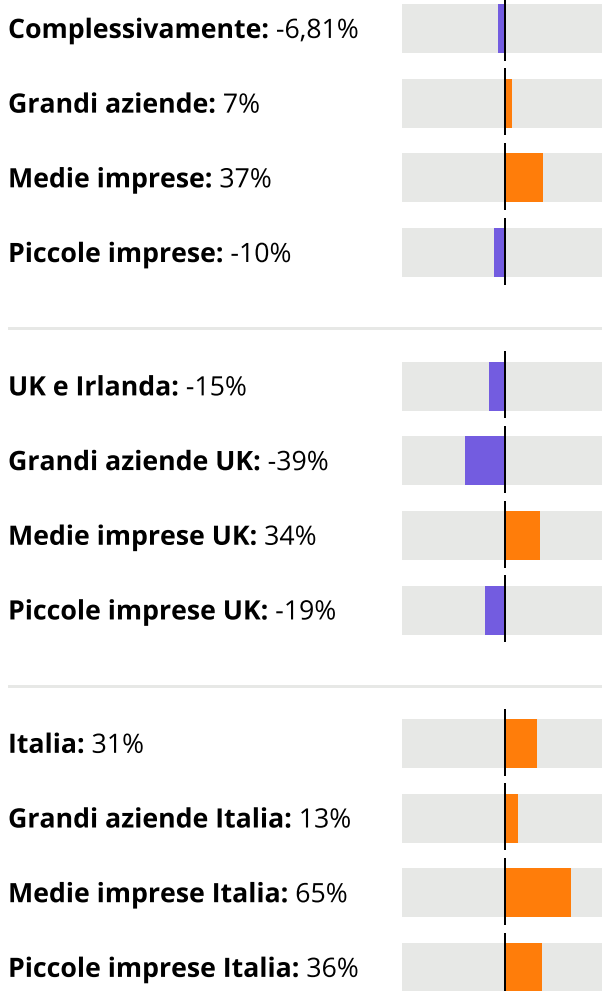 Complessivamente: -6,81%
Grandi aziende: 7%
Medie imprese: 37%
Piccole imprese: -10%
UK e Irlanda: -15%
Grandi aziende UK: -39%
Medie imprese UK: 34%
Piccole imprese UK: -19%
Italia: 31%
Grandi aziende Italia: 13%
Medie imprese Italia: 65%
Piccole imprese Italia: 36%